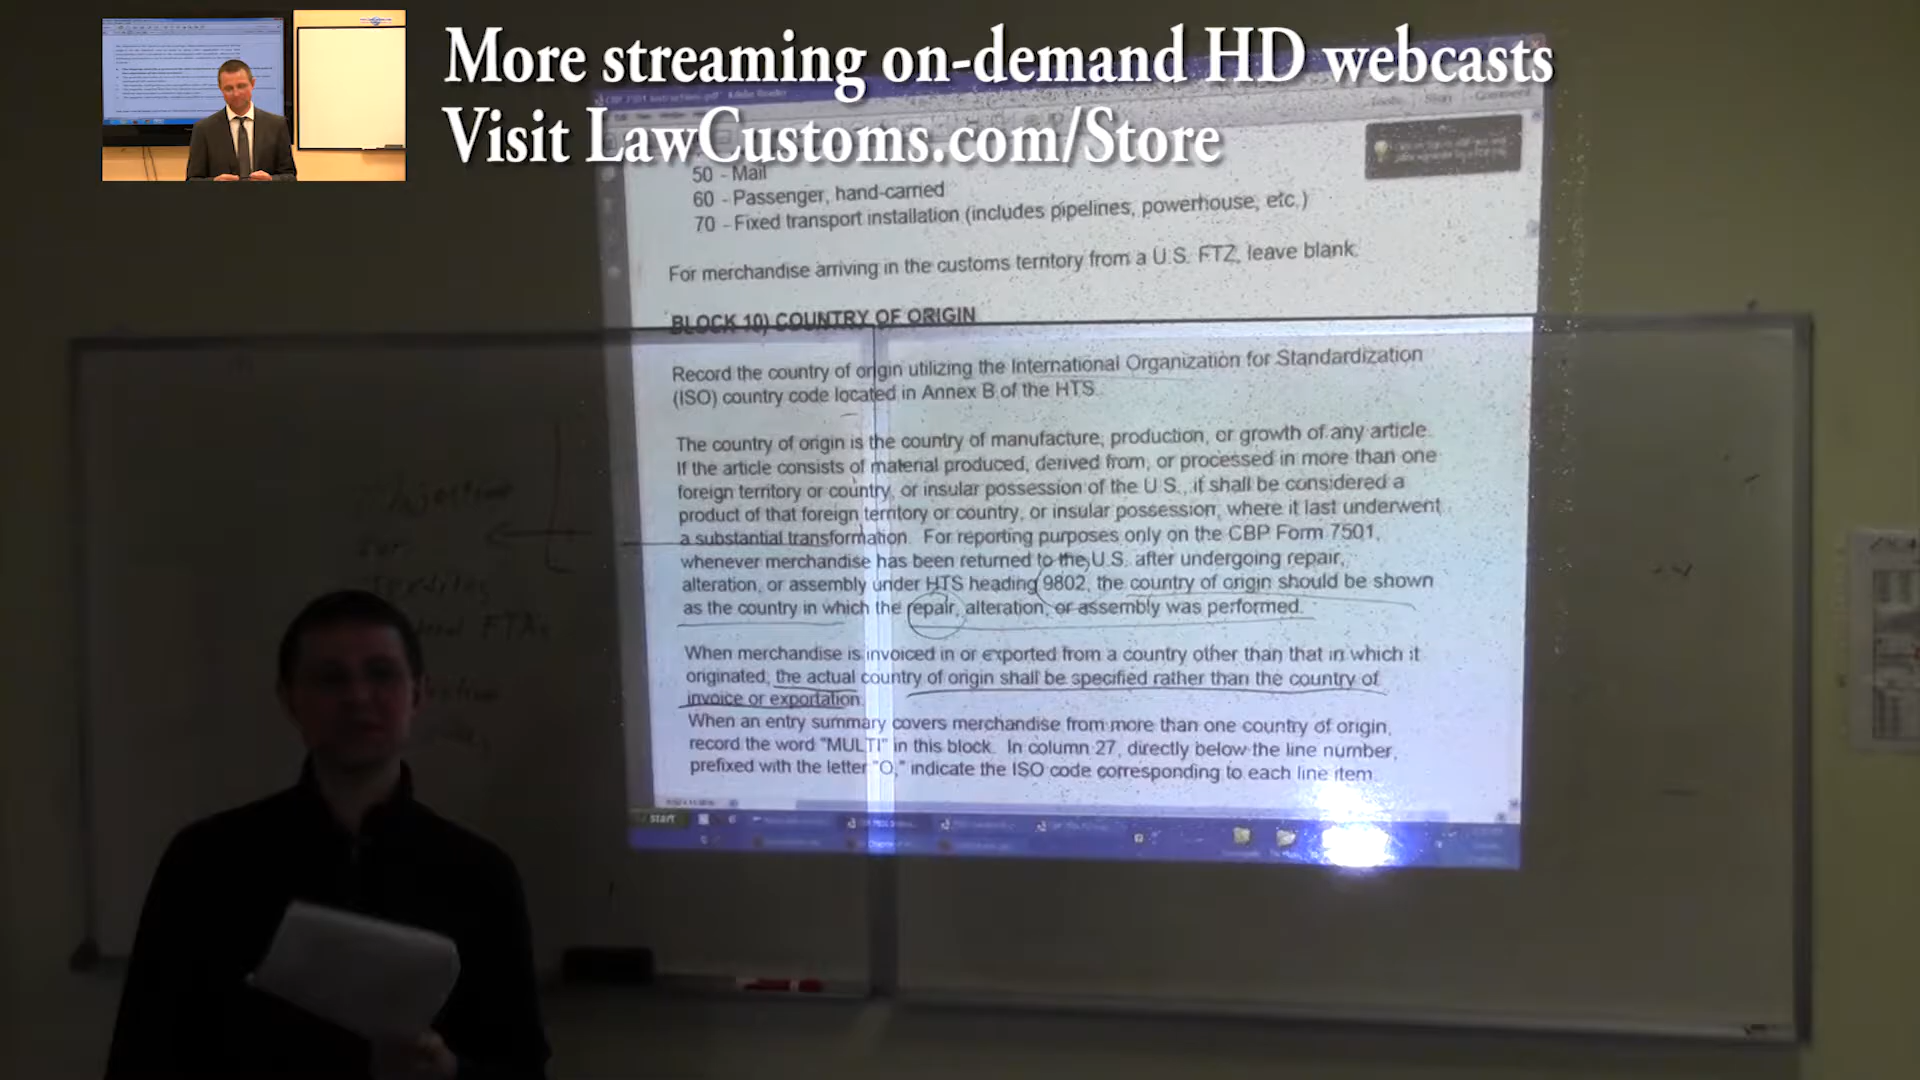 More streaming on-demand HD webcasts
Visit LawCustoms.com/Store
50 - Mail
60 - Passenger, hand-carried
70 - Fixed transport installation (includes pipelines, powerhouse, etc.)
For merchandise arriving in the customs territory from a U.S. FTZ, leave blank.
BLOCK 10) COUNTRY OF ORIGIN
Record the country of origin utilizing the International Organization for Standardization
(ISO) country code located in Annex B of the HTS.
The country of origin is the country of manufacture, production, or growth of any article.
If the article consists of material produced, derived from, or processed in more than one
foreign territory or country, or insular possession of the U.S., it shall be considered a
product of that foreign territory or country, or insular possession, where it last underwent
a substantial transformation. For reporting purposes only on the CBP Form 7501,
whenever merchandise has been returned to the U.S. after undergoing repair,
alteration, or assembly under HTS heading 9802, the country of origin should be shown
as the country in which the repair, alteration, or assembly was performed.
When merchandise is invoiced in or exported from a country other than that in which it
originated, the actual country of origin shall be specified rather than the country of
invoice or exportation.
When an entry summary covers merchandise from more than one country of origin,
record the word "MULTI" in this block. In column 27, directly below the line number,
prefixed with the letter "O," indicate the ISO code corresponding to each line item.
Start